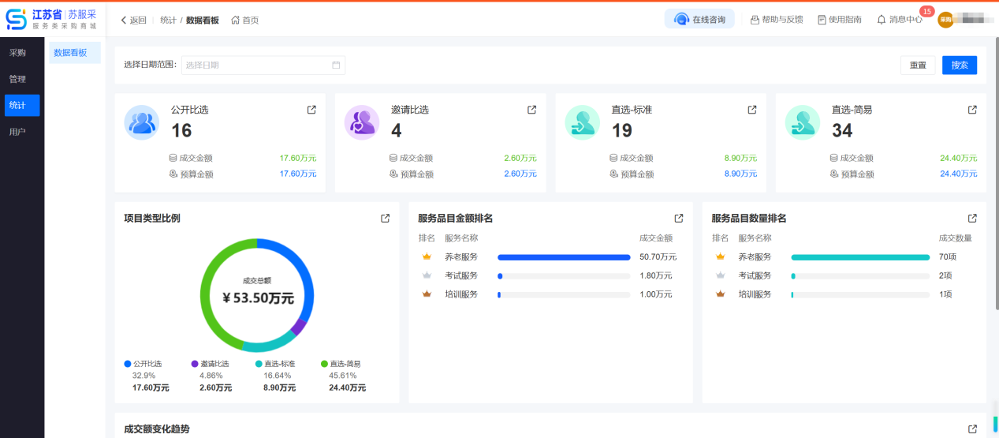 江苏省 苏服采
服务类采购商城
返回 统计 / 数据看板 首页
在线咨询
帮助与反馈 使用指南 消息中心 15
采购
采购
管理
统计
用户
数据看板
选择日期范围: 选择日期
重置 搜索
公开比选
16
成交金额 17.60万元
预算金额 17.60万元
邀请比选
4
成交金额 2.60万元
预算金额 2.60万元
直选-标准
19
成交金额 8.90万元
预算金额 8.90万元
直选-简易
34
成交金额 24.40万元
预算金额 24.40万元
项目类型比例
成交总额
¥ 53.50万元
公开比选 邀请比选 直选-标准 直选-简易
32.9% 4.86% 16.64% 45.61%
17.60万元 2.60万元 8.90万元 24.40万元
服务品目金额排名
排名 服务名称 成交金额
养老服务 50.70万元
考试服务 1.80万元
培训服务 1.00万元
服务品目数量排名
排名 服务名称 成交数量
养老服务 70项
考试服务 2项
培训服务 1项
成交额变化趋势